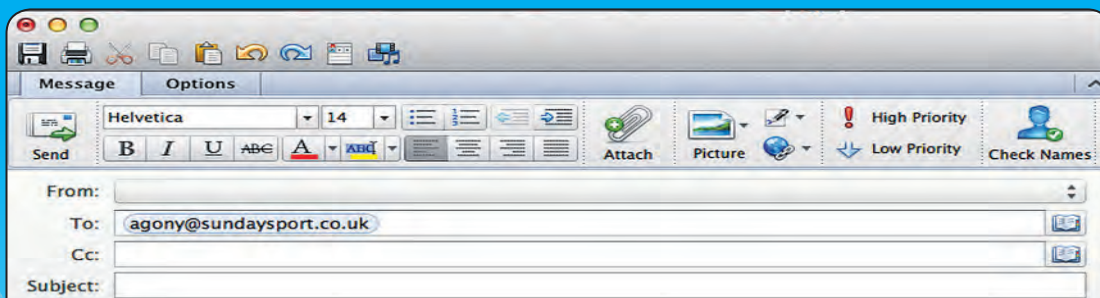 Message Options
Helvetica 14 High Priority
Send B I U ABC A ABC Attach Picture Low Priority Check Names
From:
To: agony@sundaysport.co.uk
Cc:
Subject: